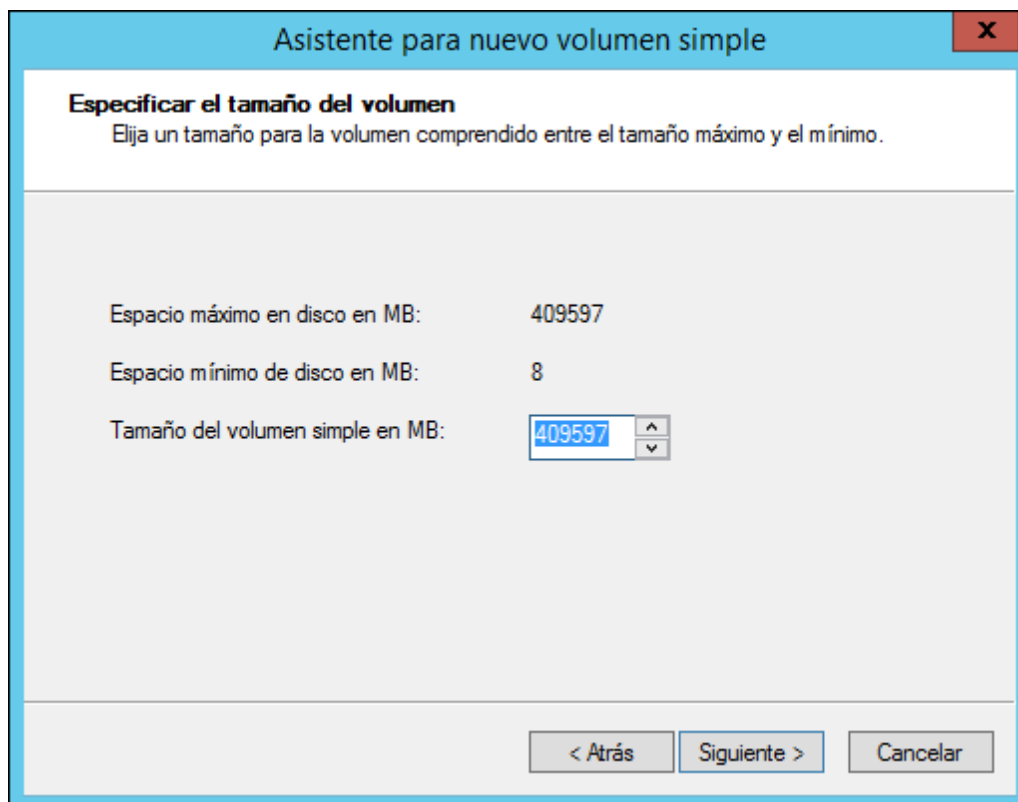 Asistente para nuevo volumen simple
x
Especificar el tamaño del volumen
Elija un tamaño para la volumen comprendido entre el tamaño máximo y el mínimo.
Espacio máximo en disco en MB: 409597
Espacio mínimo de disco en MB: 8
Tamaño del volumen simple en MB: 409597
< Atrás Siguiente > Cancelar